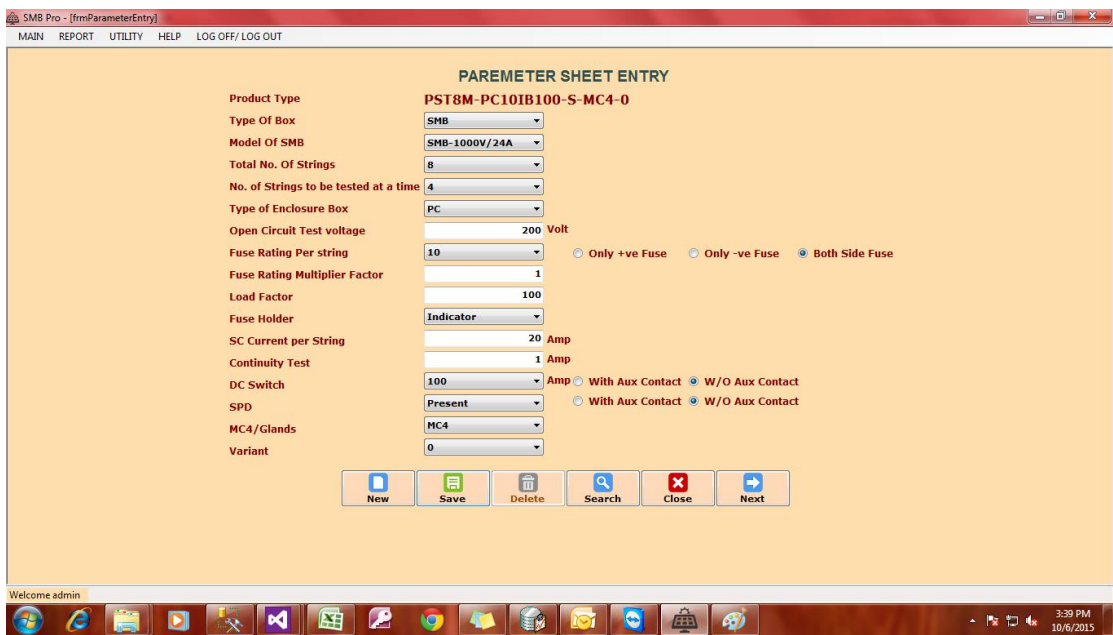 SMB Pro - [frmParameterEntry]
MAIN REPORT UTILITY HELP LOG OFF/ LOG OUT
PAREMETER SHEET ENTRY
Product Type PST8M-PC10IB100-S-MC4-0
Type Of Box SMB
Model Of SMB SMB-1000V/24A
Total No. Of Strings 8
No. of Strings to be tested at a time 4
Type of Enclosure Box PC
Open Circuit Test voltage 200 Volt
Fuse Rating Per string 10 Only +ve Fuse Only -ve Fuse Both Side Fuse
Fuse Rating Multiplier Factor 1
Load Factor 100
Fuse Holder Indicator
SC Current per String 20 Amp
Continuity Test 1 Amp
DC Switch 100 Amp With Aux Contact W/O Aux Contact
SPD Present With Aux Contact W/O Aux Contact
MC4/Glands MC4
Variant 0
New Save Delete Search Close Next
Welcome admin
3:39 PM
10/6/2015